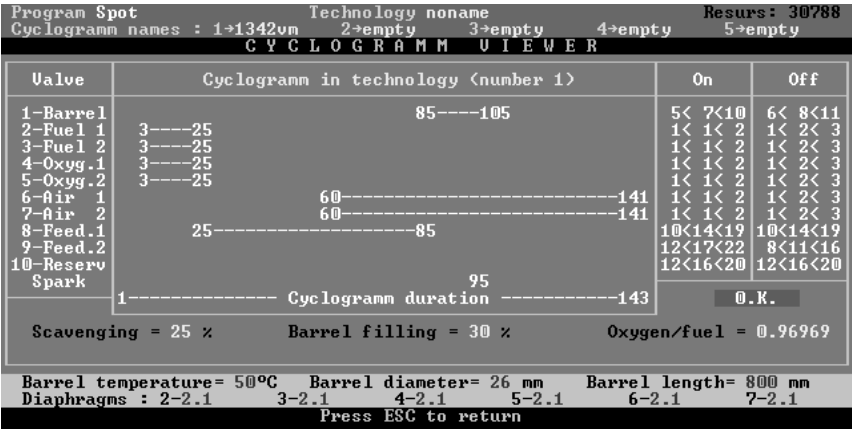 Program Spot Technology noname Resurs: 30788
Cyclogramm names : 1→1342vm 2→empty 3→empty 4→empty 5→empty
C Y C L O G R A M M V I E W E R
Valve Cyclogramm in technology (number 1) On Off
1-Barrel 85----105 5< 7<10 6< 8<11
2-Fuel 1 3----25 1< 1< 2 1< 2< 3
3-Fuel 2 3----25 1< 1< 2 1< 2< 3
4-Oxyg.1 3----25 1< 1< 2 1< 2< 3
5-Oxyg.2 3----25 1< 1< 2 1< 2< 3
6-Air 1 60-------------------------------141 1< 1< 2 1< 2< 3
7-Air 2 60-------------------------------141 1< 1< 2 1< 2< 3
8-Feed.1 25-----------------------85 10<14<19 10<14<19
9-Feed.2 12<17<22 8<11<16
10-Reserv 12<16<20 12<16<20
Spark 95
1-------------- Cyclogramm duration -----------143 O.K.
Scavenging = 25 % Barrel filling = 30 % Oxygen/fuel = 0.96969
Barrel temperature= 50°C Barrel diameter= 26 mm Barrel length= 800 mm
Diaphragms : 2-2.1 3-2.1 4-2.1 5-2.1 6-2.1 7-2.1
Press ESC to return